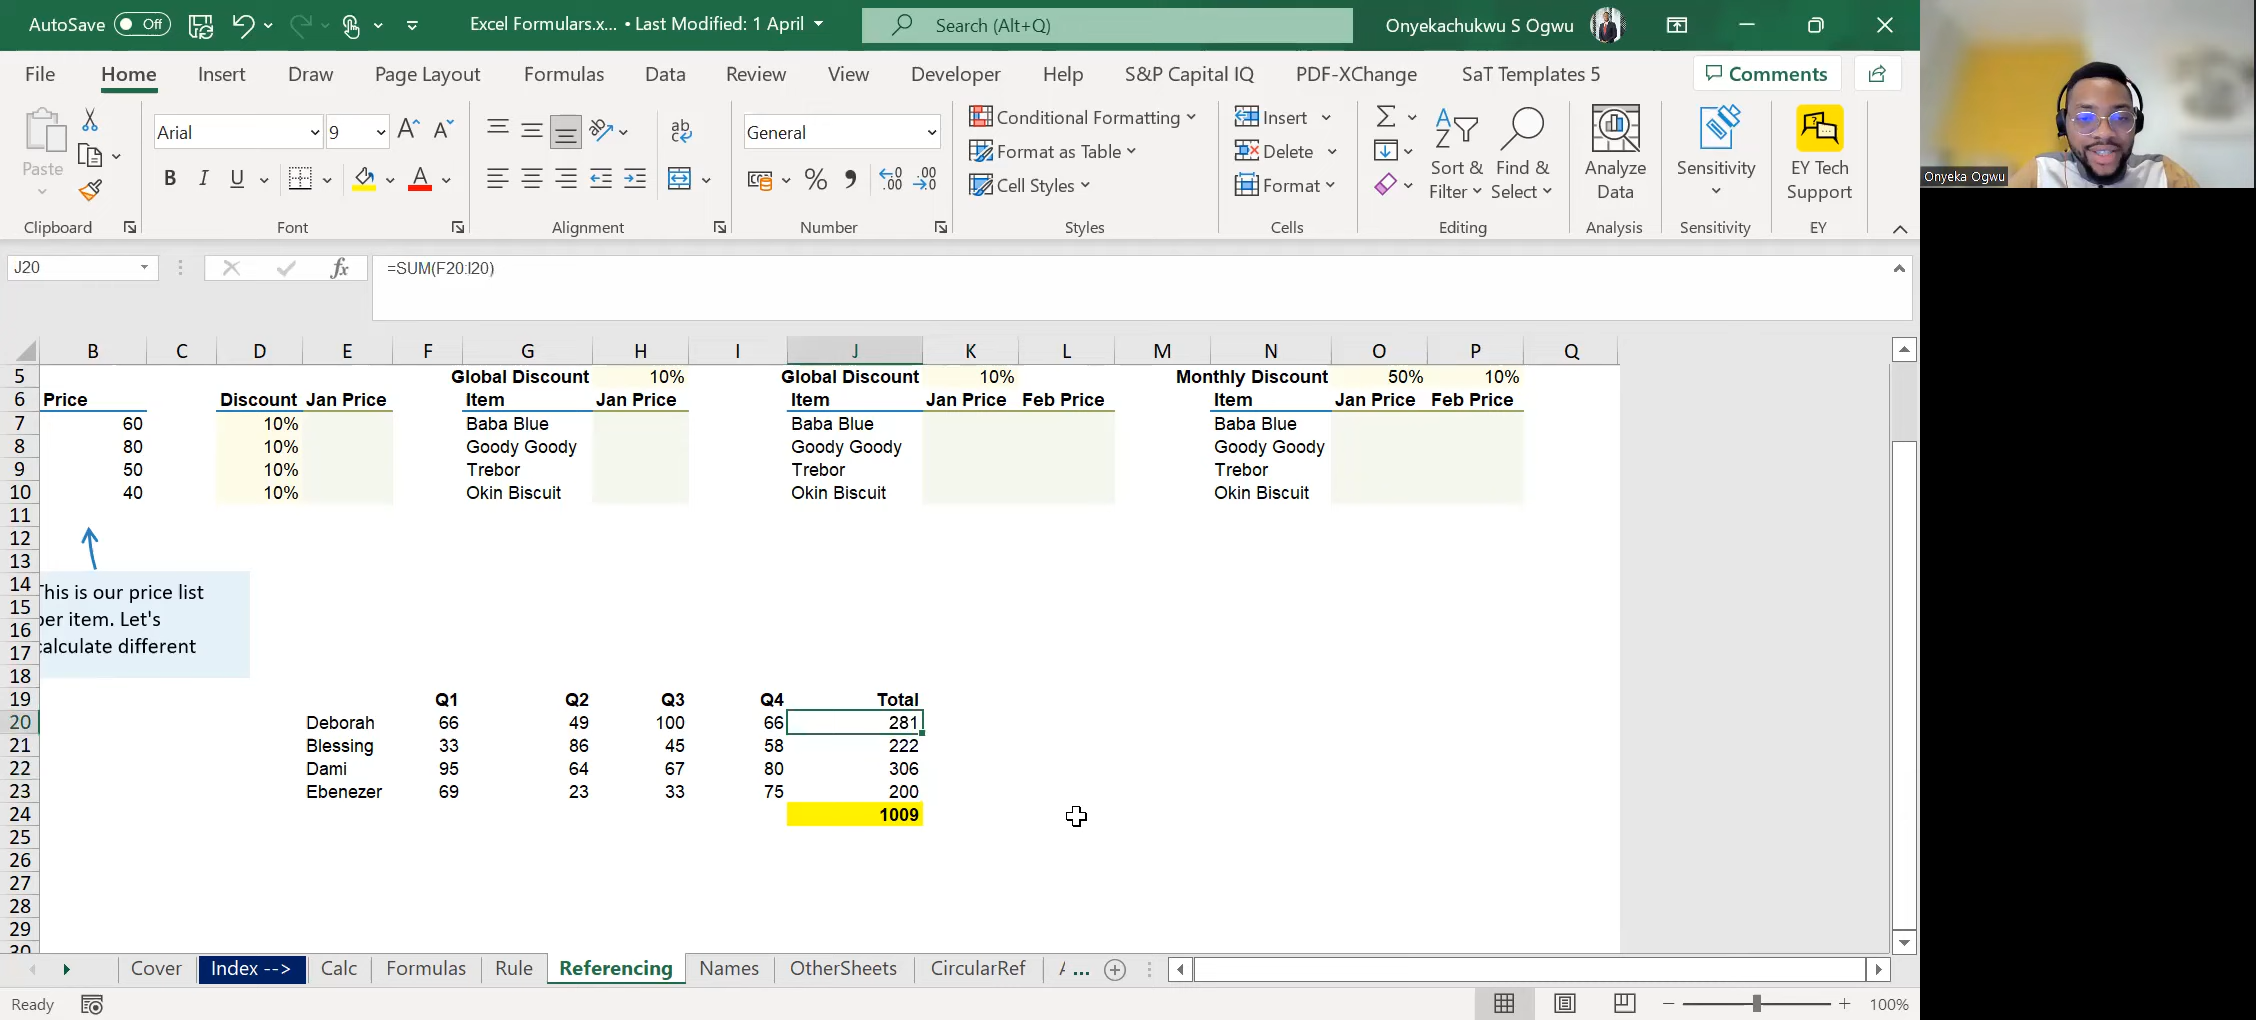 AutoSave Off Excel Formulars.x... • Last Modified: 1 April Search (Alt+Q) Onyekachukwu S Ogwu
File Home Insert Draw Page Layout Formulas Data Review View Developer Help S&P Capital IQ PDF-XChange SaT Templates 5 Comments
Paste Arial 9 General Conditional Formatting Format as Table Cell Styles Insert Delete Format Sort & Filter Find & Select Analyze Data Sensitivity EY Tech Support
Clipboard Font Alignment Number Styles Cells Editing Analysis Sensitivity EY
Onyeka Ogwu
J20 fx =SUM(F20:I20)
B C D E F G H I J K L M N O P Q
5 Global Discount 10% Global Discount 10% Monthly Discount 50% 10%
6 Price Discount Jan Price Item Jan Price Item Jan Price Feb Price Item Jan Price Feb Price
7 60 10% Baba Blue Baba Blue Baba Blue
8 80 10% Goody Goody Goody Goody Goody Goody
9 50 10% Trebor Trebor Trebor
10 40 10% Okin Biscuit Okin Biscuit Okin Biscuit
11
12
13
14 This is our price list
15 per item. Let's
16 calculate different
17
18
19 Q1 Q2 Q3 Q4 Total
20 Deborah 66 49 100 66 281
21 Blessing 33 86 45 58 222
22 Dami 95 64 67 80 306
23 Ebenezer 69 23 33 75 200
24 1009
25
26
27
28
29
30
Cover Index --> Calc Formulas Rule Referencing Names OtherSheets CircularRef ...
Ready 100%